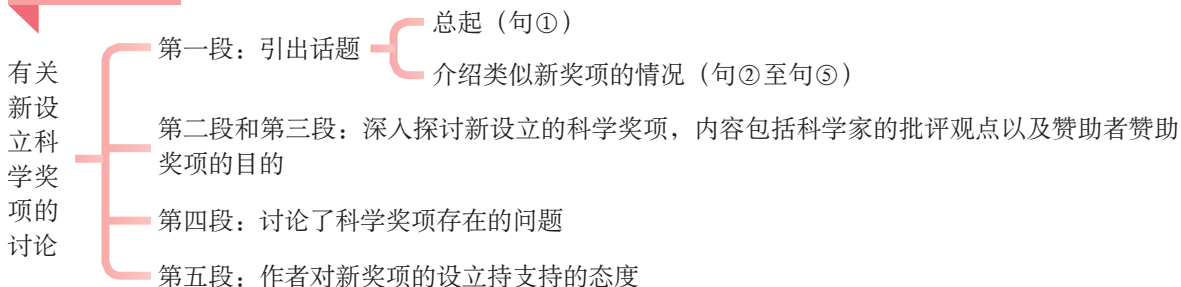 有关
新设
立科
学奖
项的
讨论
第一段：引出话题
总起（句①）
介绍类似新奖项的情况（句②至句⑤）
第二段和第三段：深入探讨新设立的科学奖项，内容包括科学家的批评观点以及赞助者赞助
奖项的目的
第四段：讨论了科学奖项存在的问题
第五段：作者对新奖项的设立持支持的态度